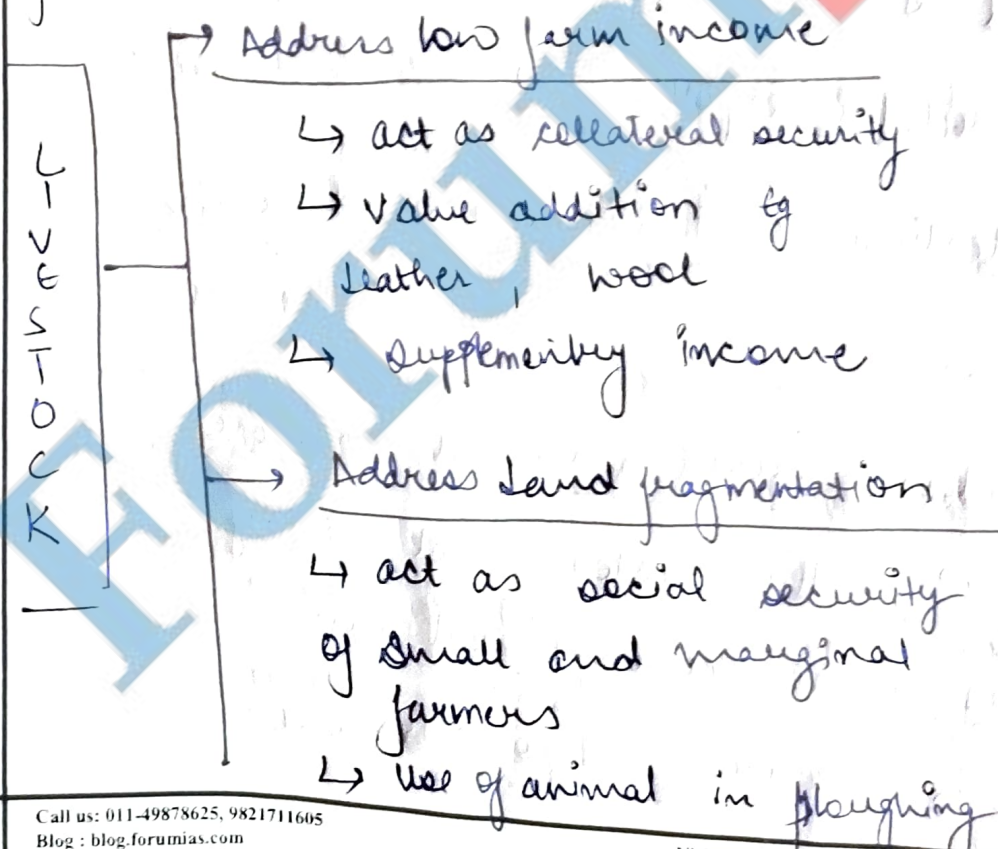 Address low farm income
↳ act as collateral security
↳ value addition eg
leather, wool
↳ supplementry income
LIVESTOCK
Address Land fragmentation
↳ act as social security
of small and marginal
farmers
↳ use of animal in ploughing
Call us: 011-49878625, 9821711605
Blog : blog.forumias.com
Forum